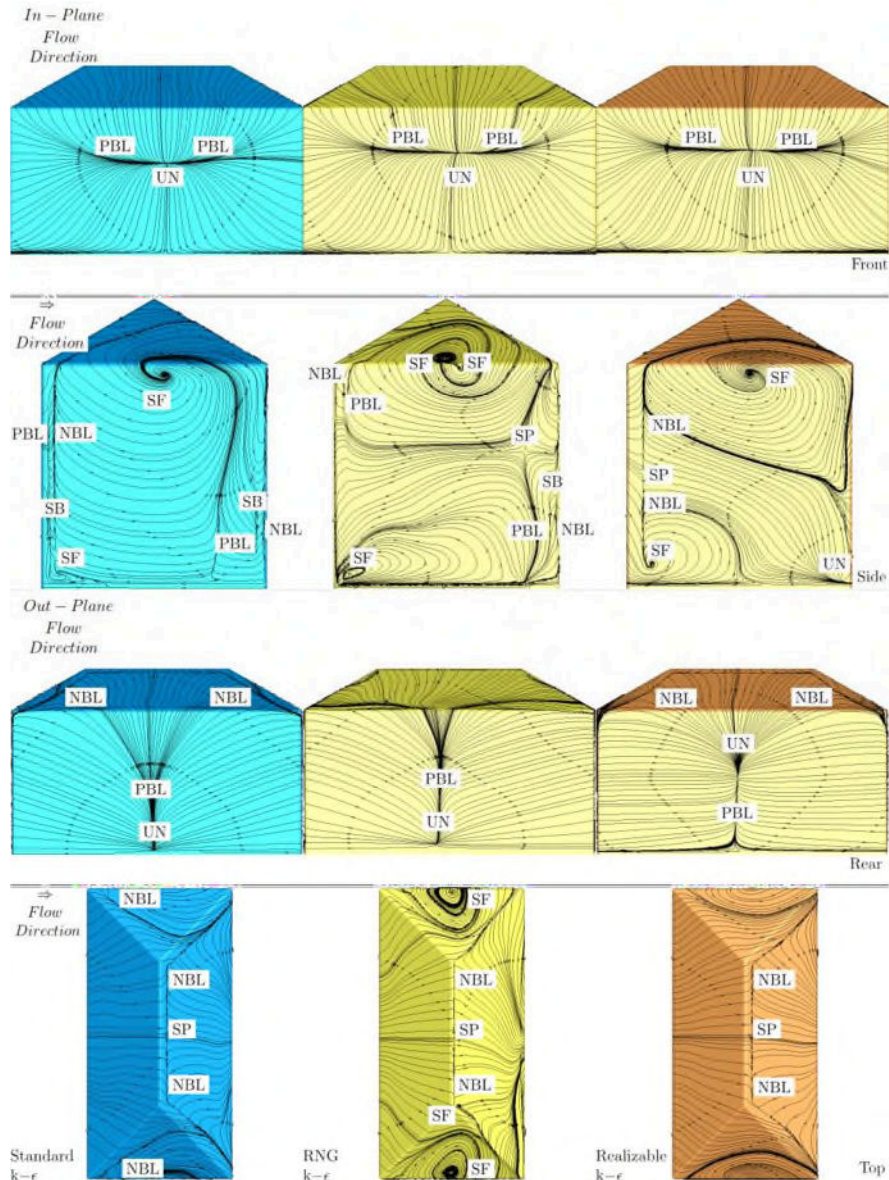 In − Plane
Flow
Direction
PBL PBL PBL PBL PBL PBL
UN UN UN
Front
⇒
Flow
Direction
SF SF SF
NBL
SF
PBL NBL PBL SP NBL
SP
SB SB SB NBL
NBL PBL PBL NBL
SF SF SF UN
Side
Out − Plane
Flow
Direction
NBL NBL NBL NBL
UN
PBL PBL
PBL
UN UN
Rear
⇒
Flow
Direction
NBL SF
NBL NBL NBL
SP SP SP
NBL NBL NBL
SF
Standard RNG Realizable
k−ϵ NBL k−ϵ SF k−ϵ Top